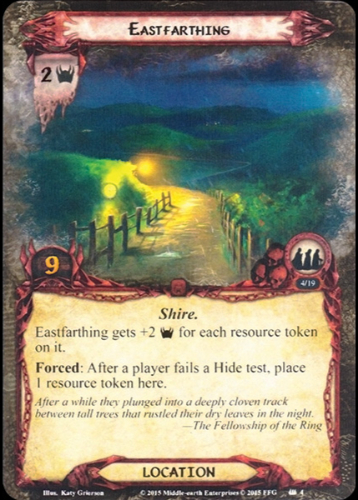 EASTFARTHING
2
9
4/19
Shire.
Eastfarthing gets +2 for each resource token
on it.
Forced: After a player fails a Hide test, place
1 resource token here.
After a while they plunged into a deeply cloven track
between tall trees that rustled their dry leaves in the night.
—The Fellowship of the Ring
LOCATION
Illus. Katy Grierson © 2015 Middle-earth Enterprises © 2015 FFG 4